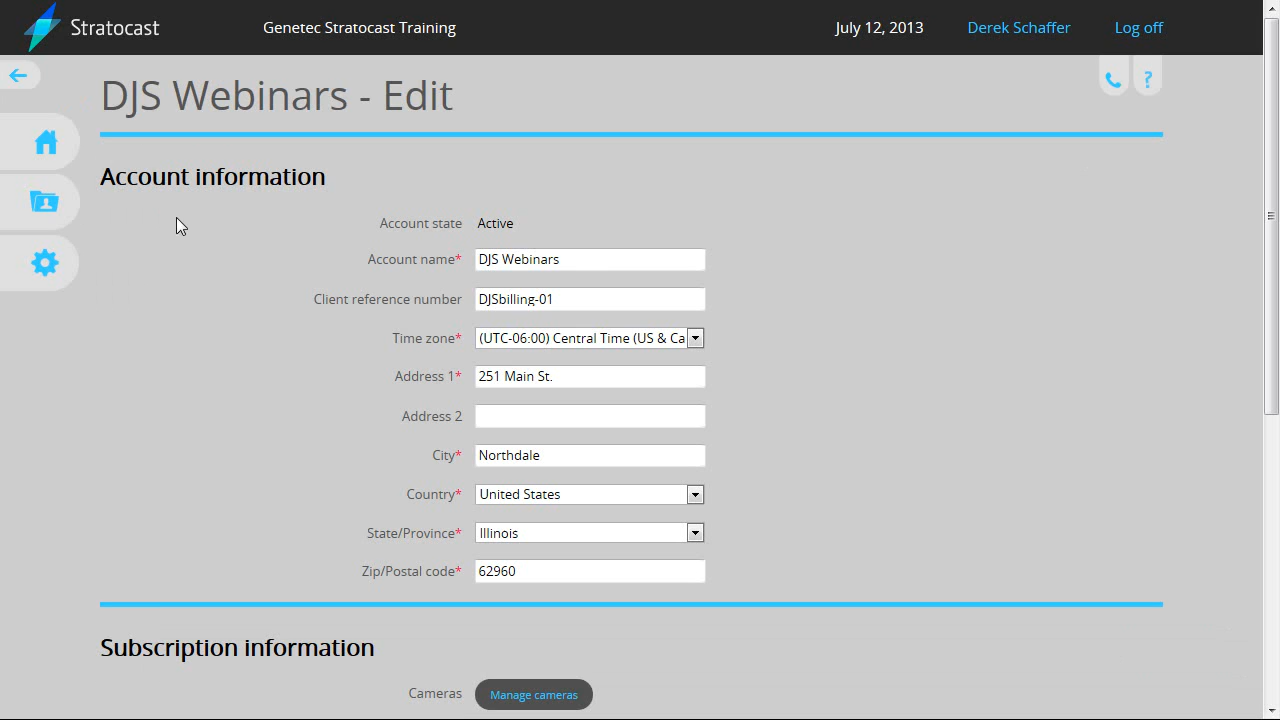 Stratocast
Genetec Stratocast Training
July 12, 2013
Derek Schaffer
Log off
?
DJS Webinars - Edit
Account information
Account state Active
Account name* DJS Webinars
Client reference number DJSbilling-01
Time zone* (UTC-06:00) Central Time (US & Ca
Address 1* 251 Main St.
Address 2
City* Northdale
Country* United States
State/Province* Illinois
Zip/Postal code* 62960
Subscription information
Cameras Manage cameras